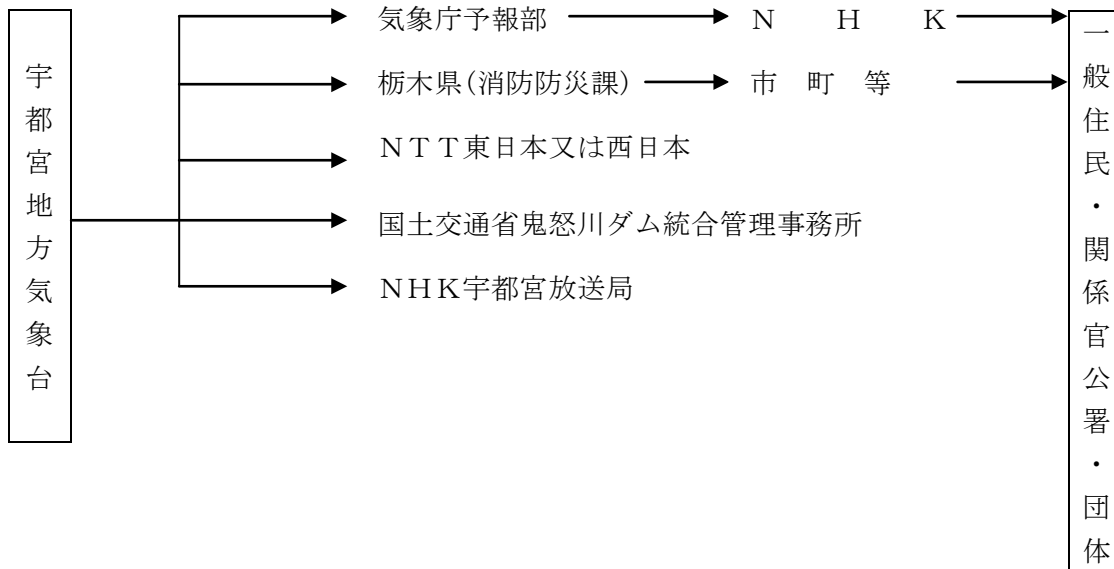 宇都宮地方気象台
気象庁予報部
ＮＨＫ
栃木県(消防防災課)
市町等
ＮＴＴ東日本又は西日本
国土交通省鬼怒川ダム統合管理事務所
ＮＨＫ宇都宮放送局
一般住民・関係官公署・団体